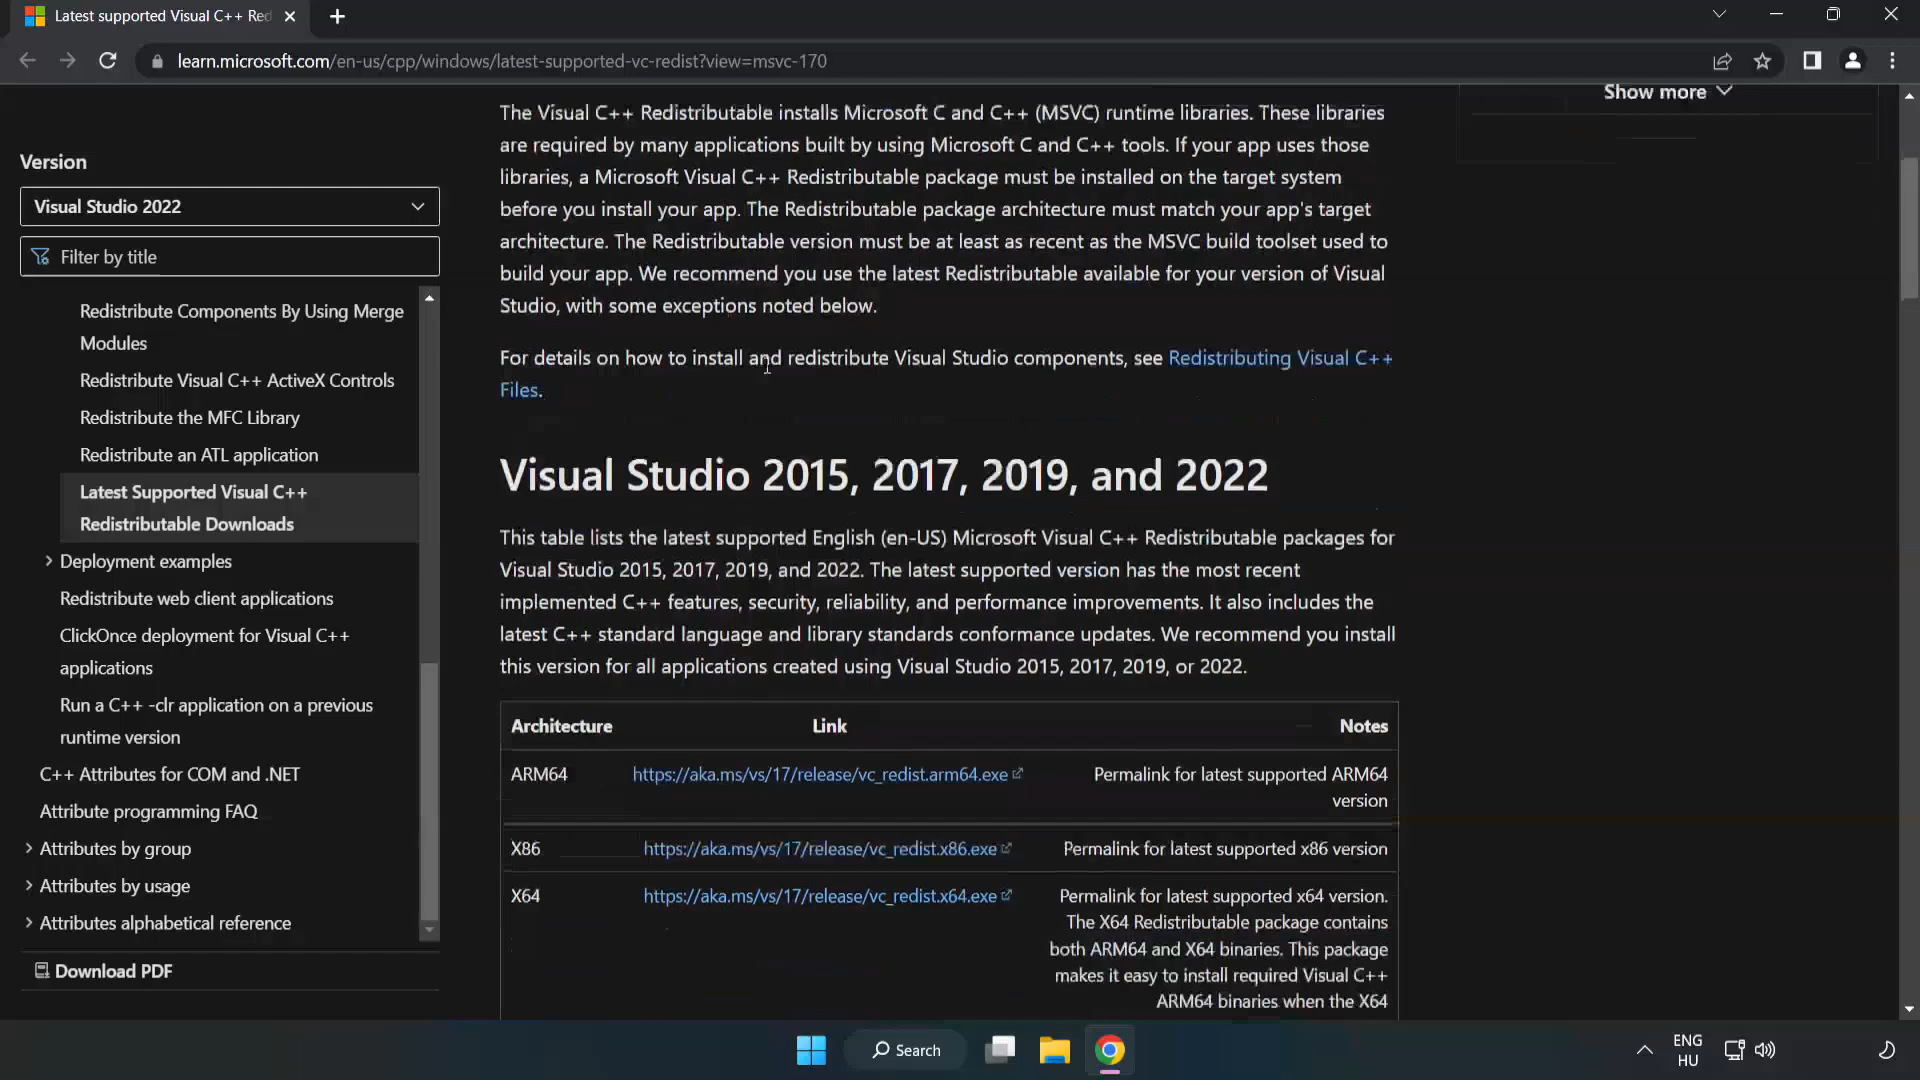 Latest supported Visual C++ Red
learn.microsoft.com/en-us/cpp/windows/latest-supported-vc-redist?view=msvc-170
Version
Visual Studio 2022
Filter by title
Redistribute Components By Using Merge
Modules
Redistribute Visual C++ ActiveX Controls
Redistribute the MFC Library
Redistribute an ATL application
Latest Supported Visual C++
Redistributable Downloads
Deployment examples
Redistribute web client applications
ClickOnce deployment for Visual C++
applications
Run a C++ -clr application on a previous
runtime version
C++ Attributes for COM and .NET
Attribute programming FAQ
Attributes by group
Attributes by usage
Attributes alphabetical reference
Download PDF
The Visual C++ Redistributable installs Microsoft C and C++ (MSVC) runtime libraries. These libraries
are required by many applications built by using Microsoft C and C++ tools. If your app uses those
libraries, a Microsoft Visual C++ Redistributable package must be installed on the target system
before you install your app. The Redistributable package architecture must match your app's target
architecture. The Redistributable version must be at least as recent as the MSVC build toolset used to
build your app. We recommend you use the latest Redistributable available for your version of Visual
Studio, with some exceptions noted below.
For details on how to install and redistribute Visual Studio components, see Redistributing Visual C++
Files.
Visual Studio 2015, 2017, 2019, and 2022
This table lists the latest supported English (en-US) Microsoft Visual C++ Redistributable packages for
Visual Studio 2015, 2017, 2019, and 2022. The latest supported version has the most recent
implemented C++ features, security, reliability, and performance improvements. It also includes the
latest C++ standard language and library standards conformance updates. We recommend you install
this version for all applications created using Visual Studio 2015, 2017, 2019, or 2022.
Architecture Link Notes
ARM64 https://aka.ms/vs/17/release/vc_redist.arm64.exe Permalink for latest supported ARM64
version
X86 https://aka.ms/vs/17/release/vc_redist.x86.exe Permalink for latest supported x86 version
X64 https://aka.ms/vs/17/release/vc_redist.x64.exe Permalink for latest supported x64 version.
The X64 Redistributable package contains
both ARM64 and X64 binaries. This package
makes it easy to install required Visual C++
ARM64 binaries when the X64
Show more
Search
ENG
HU